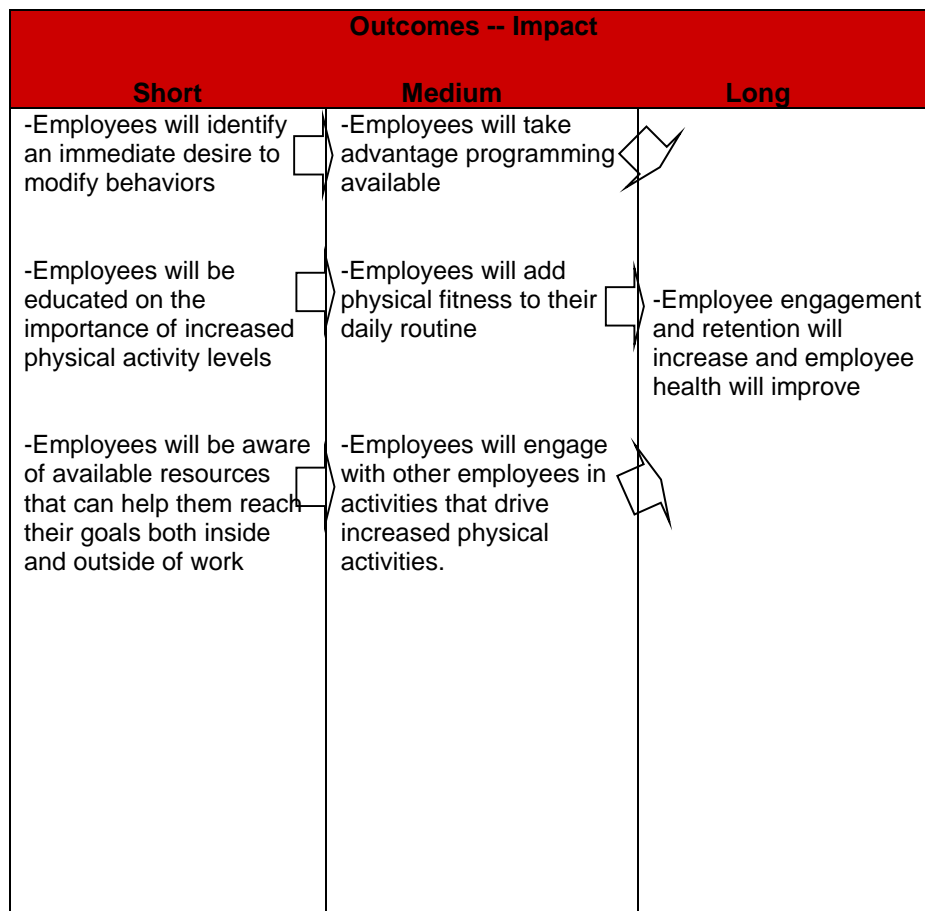 Outcomes -- Impact
Short
Medium
Long
-Employees will identify
an immediate desire to
modify behaviors
-Employees will be
educated on the
importance of increased
physical activity levels
-Employees will be aware
of available resources
that can help them reach
their goals both inside
and outside of work
-Employees will take
advantage programming
available
-Employees will add
physical fitness to their
daily routine
-Employees will engage
with other employees in
activities that drive
increased physical
activities.
-Employee engagement
and retention will
increase and employee
health will improve